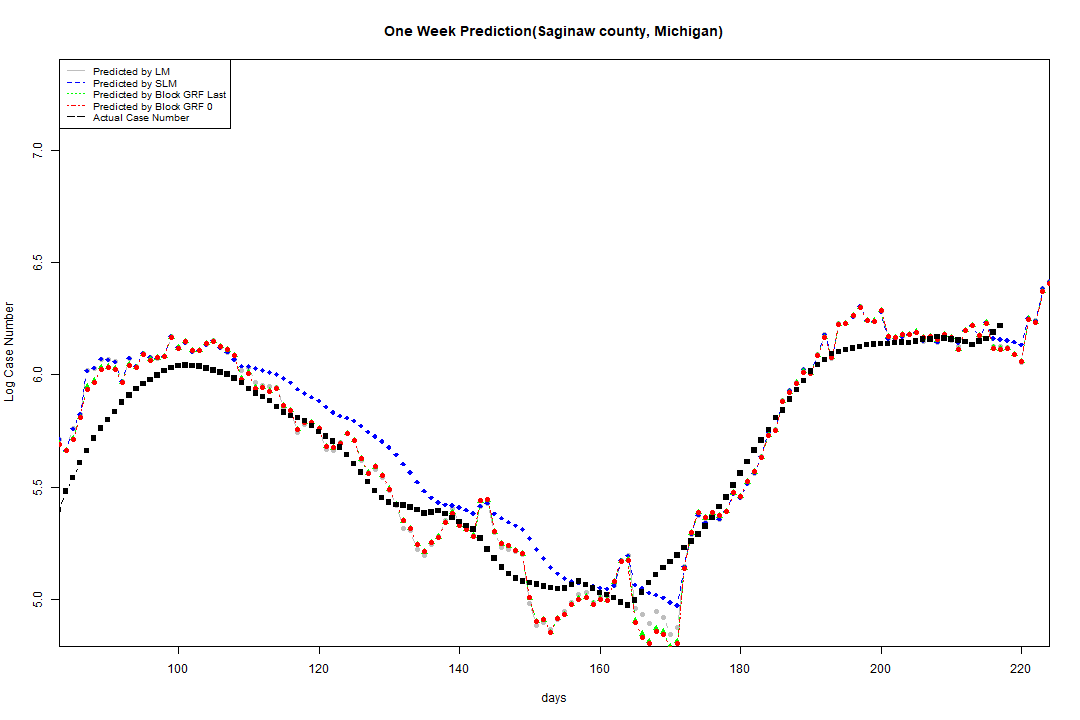 One Week Prediction(Saginaw county, Michigan)
Predicted by LM
Predicted by SLM
Predicted by Block GRF Last
Predicted by Block GRF 0
Actual Case Number
7.0
6.5
6.0
5.5
5.0
Log Case Number
100 120 140 160 180 200 220
days